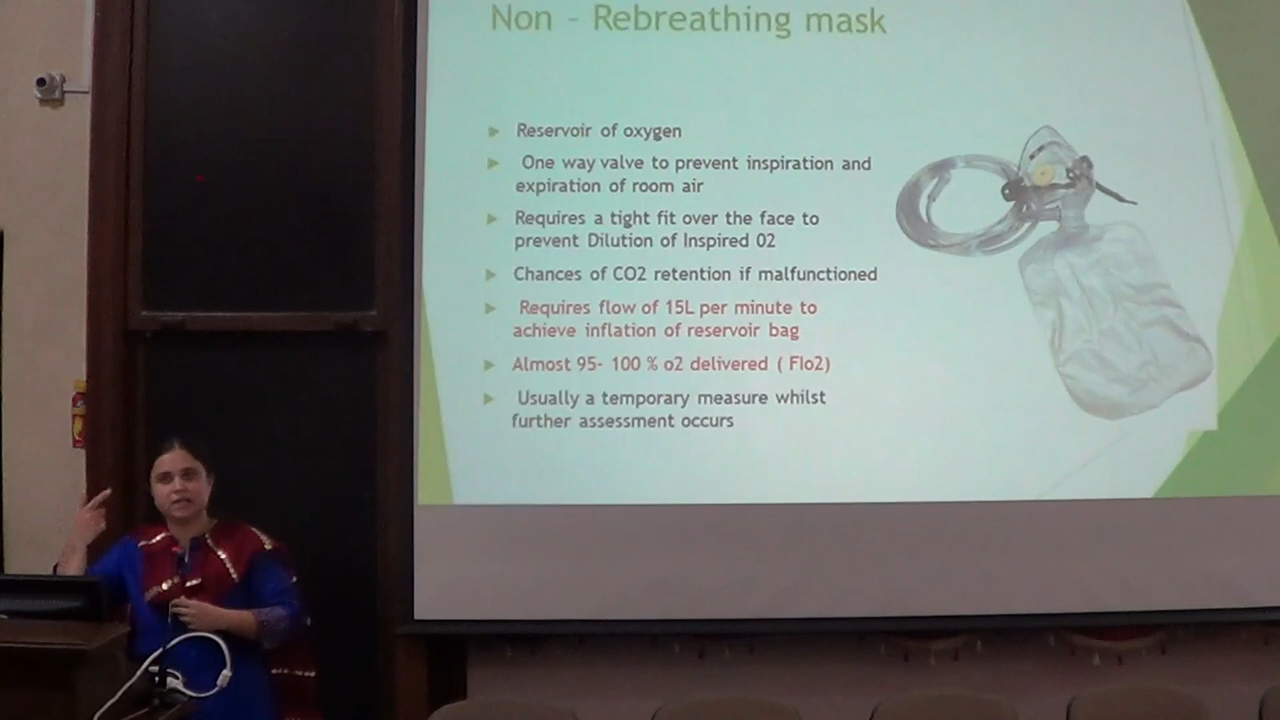 Non - Rebreathing mask
Reservoir of oxygen
One way valve to prevent inspiration and
expiration of room air
Requires a tight fit over the face to
prevent Dilution of Inspired 02
Chances of CO2 retention if malfunctioned
Requires flow of 15L per minute to
achieve inflation of reservoir bag
Almost 95- 100 % o2 delivered ( FIo2)
Usually a temporary measure whilst
further assessment occurs